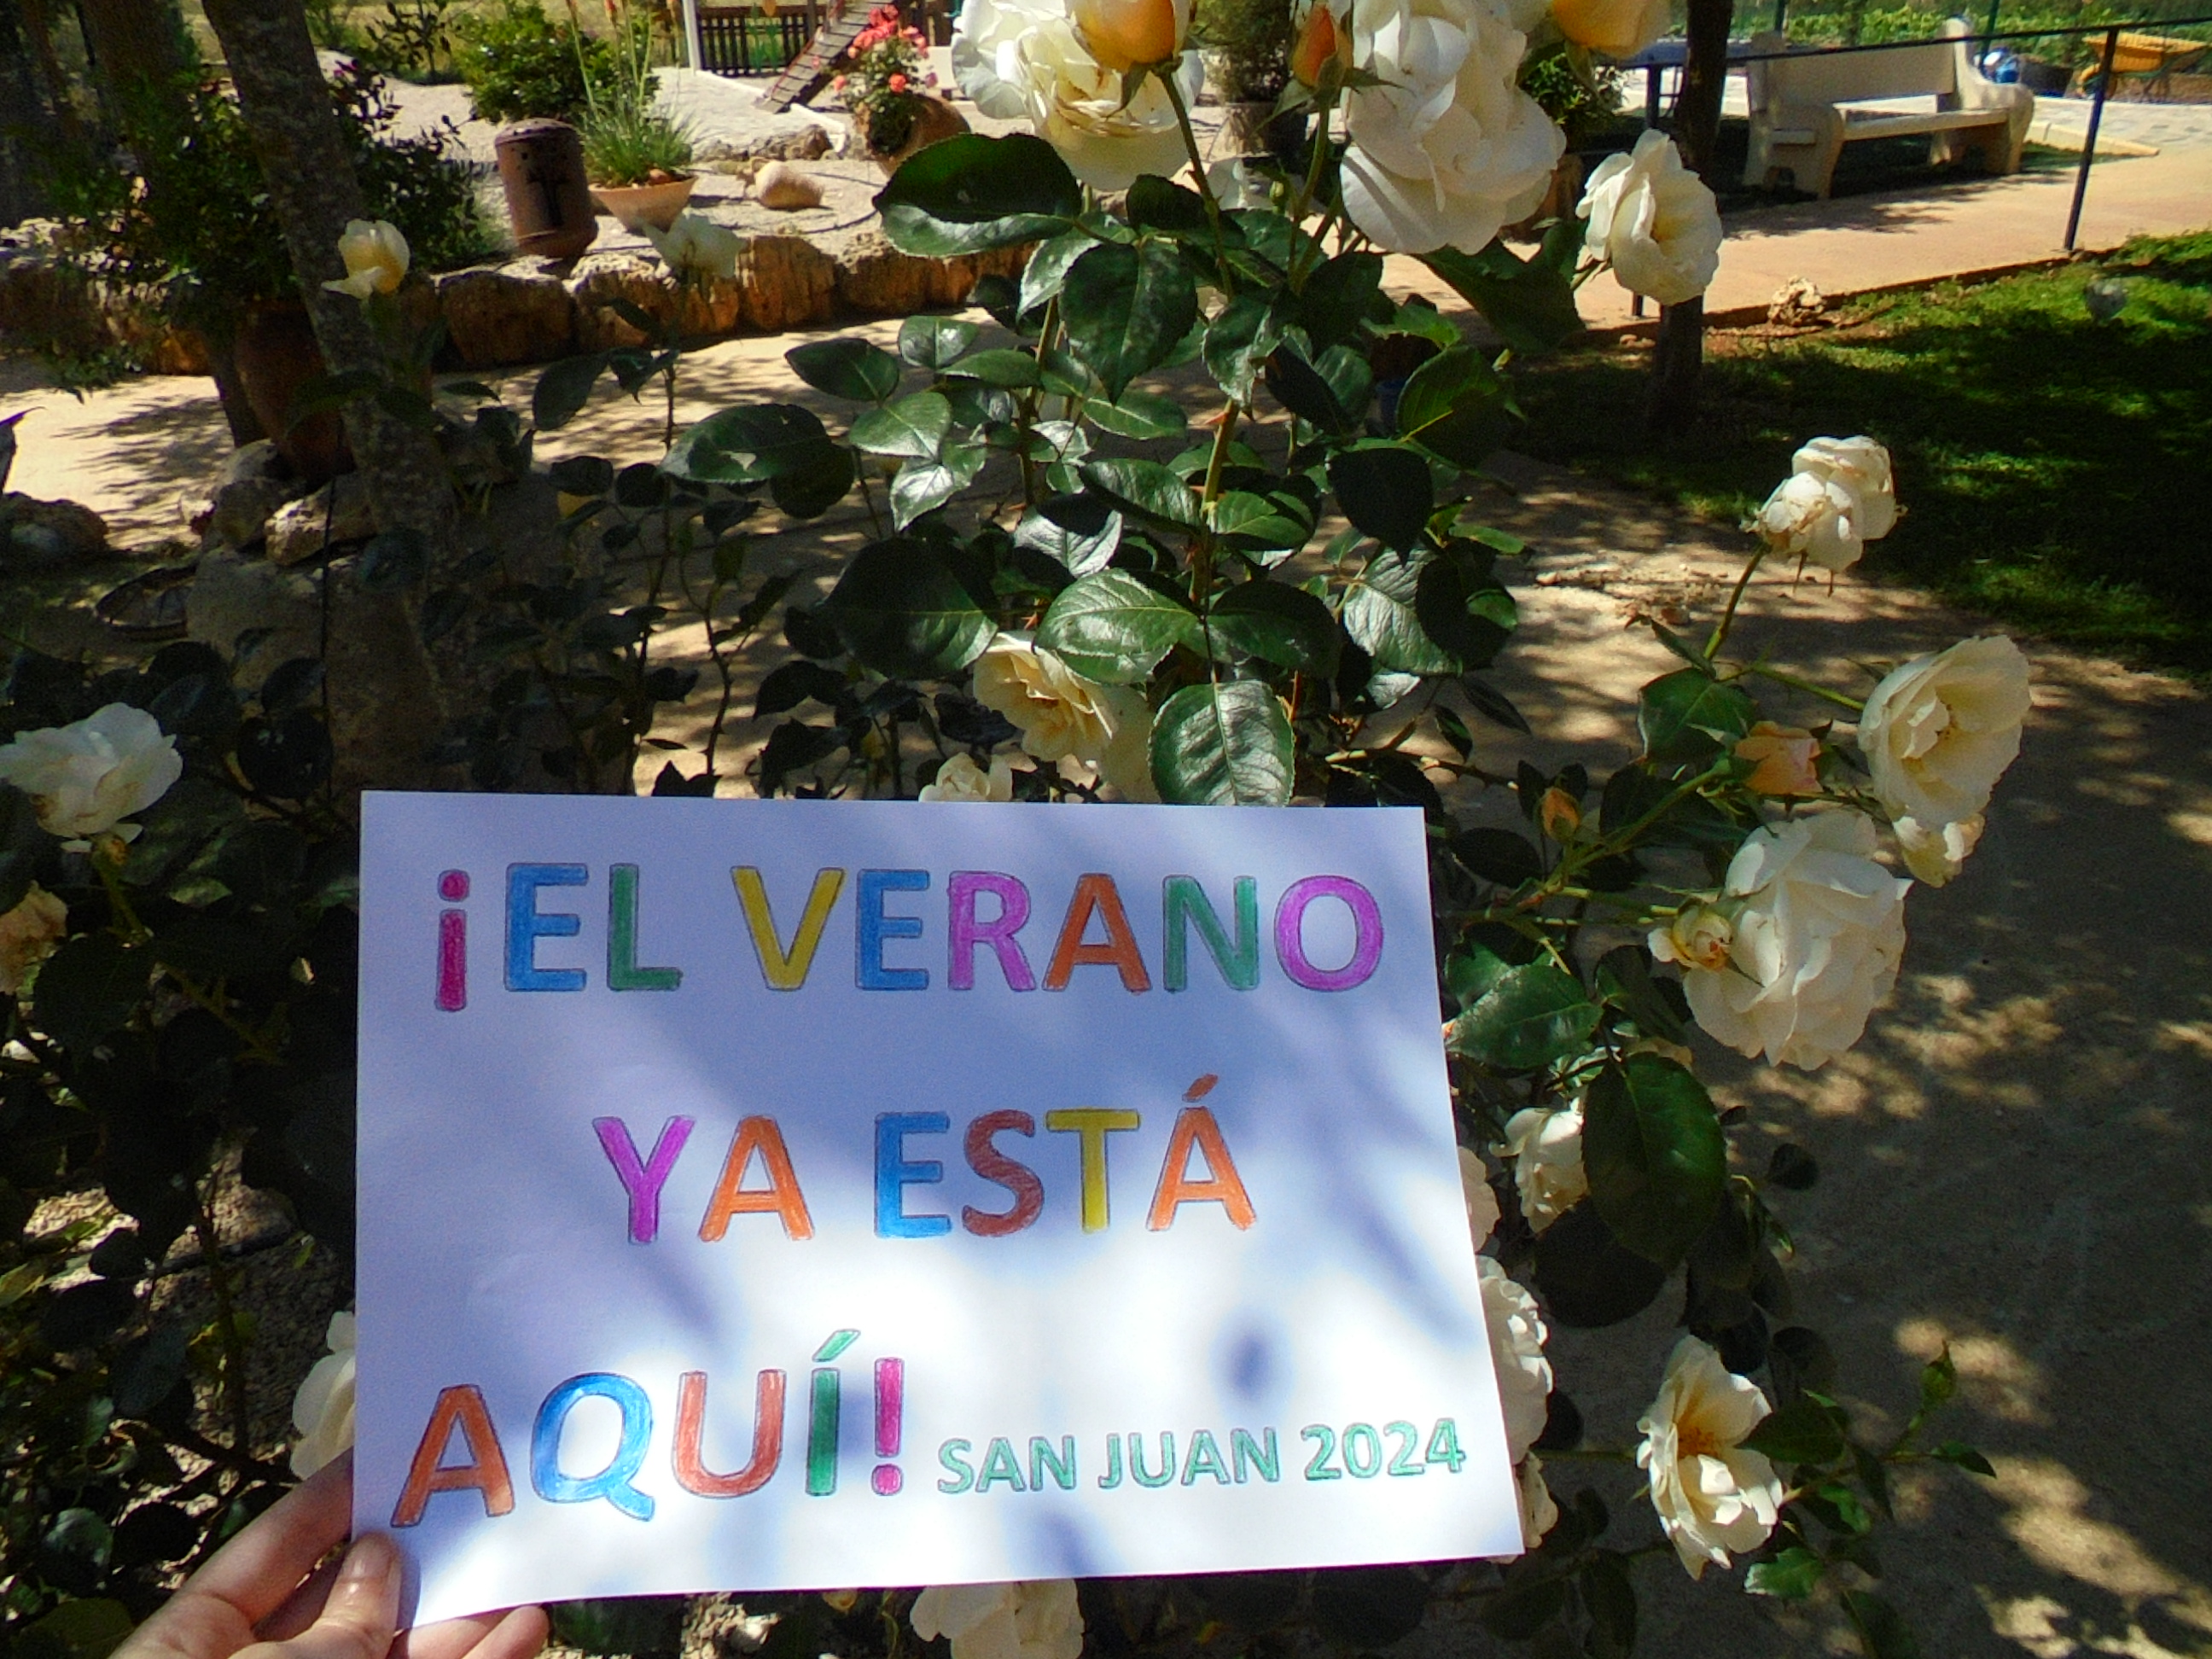 ¡EL VERANO
YA ESTÁ
AQUÍ! SAN JUAN 2024